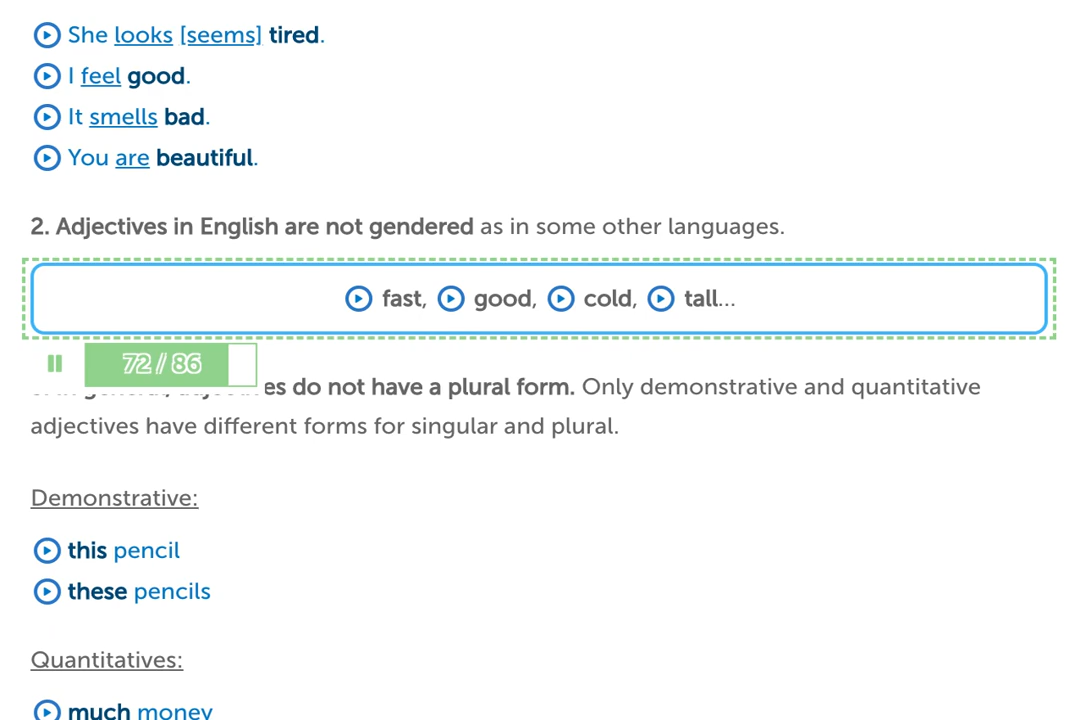 She looks [seems] tired.
I feel good.
It smells bad.
You are beautiful.
2. Adjectives in English are not gendered as in some other languages.
fast, good, cold, tall...
72 / 86
do not have a plural form. Only demonstrative and quantitative
adjectives have different forms for singular and plural.
Demonstrative:
this pencil
these pencils
Quantitatives:
much money